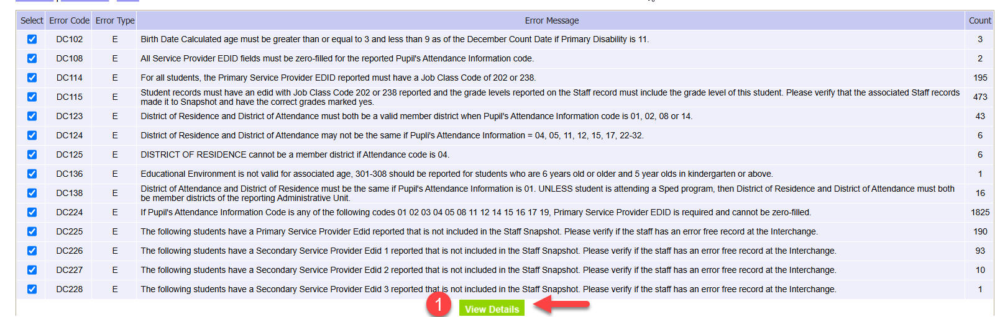 Select Error Code Error Type Error Message Count
DC102 E Birth Date Calculated age must be greater than or equal to 3 and less than 9 as of the December Count Date if Primary Disability is 11. 3
DC108 E All Service Provider EDID fields must be zero-filled for the reported Pupil's Attendance Information code. 2
DC114 E For all students, the Primary Service Provider EDID reported must have a Job Class Code of 202 or 238. 195
DC115 E Student records must have an edid with Job Class Code 202 or 238 reported and the grade levels reported on the Staff record must include the grade level of this student. Please verify that the associated Staff records
made it to Snapshot and have the correct grades marked yes. 473
DC123 E District of Residence and District of Attendance must both be a valid member district when Pupil's Attendance Information code is 01, 02, 08 or 14. 43
DC124 E District of Residence and District of Attendance may not be the same if Pupli's Attendance Information = 04, 05, 11, 12, 15, 17, 22-32. 6
DC125 E DISTRICT OF RESIDENCE cannot be a member district if Attendance code is 04. 6
DC136 E Educational Environment is not valid for associated age, 301-308 should be reported for students who are 6 years old or older and 5 year olds in kindergarten or above. 1
DC138 E District of Attendance and District of Residence must be the same if Pupil's Attendance Information is 01. UNLESS student is attending a Sped program, then District of Residence and District of Attendance must both
be member districts of the reporting Administrative Unit. 16
DC224 E If Pupil's Attendance Information Code is any of the following codes 01 02 03 04 05 08 11 12 14 15 16 17 19, Primary Service Provider EDID is required and cannot be zero-filled. 1825
DC225 E The following students have a Primary Service Provider Edid reported that is not included in the Staff Snapshot. Please verify if the staff has an error free record at the Interchange. 190
DC226 E The following students have a Secondary Service Provider Edid 1 reported that is not included in the Staff Snapshot. Please verify if the staff has an error free record at the Interchange. 93
DC227 E The following students have a Secondary Service Provider Edid 2 reported that is not included in the Staff Snapshot. Please verify if the staff has an error free record at the Interchange. 10
DC228 E The following students have a Secondary Service Provider Edid 3 reported that is not included in the Staff Snapshot. Please verify if the staff has an error free record at the Interchange. 1
1 View Details